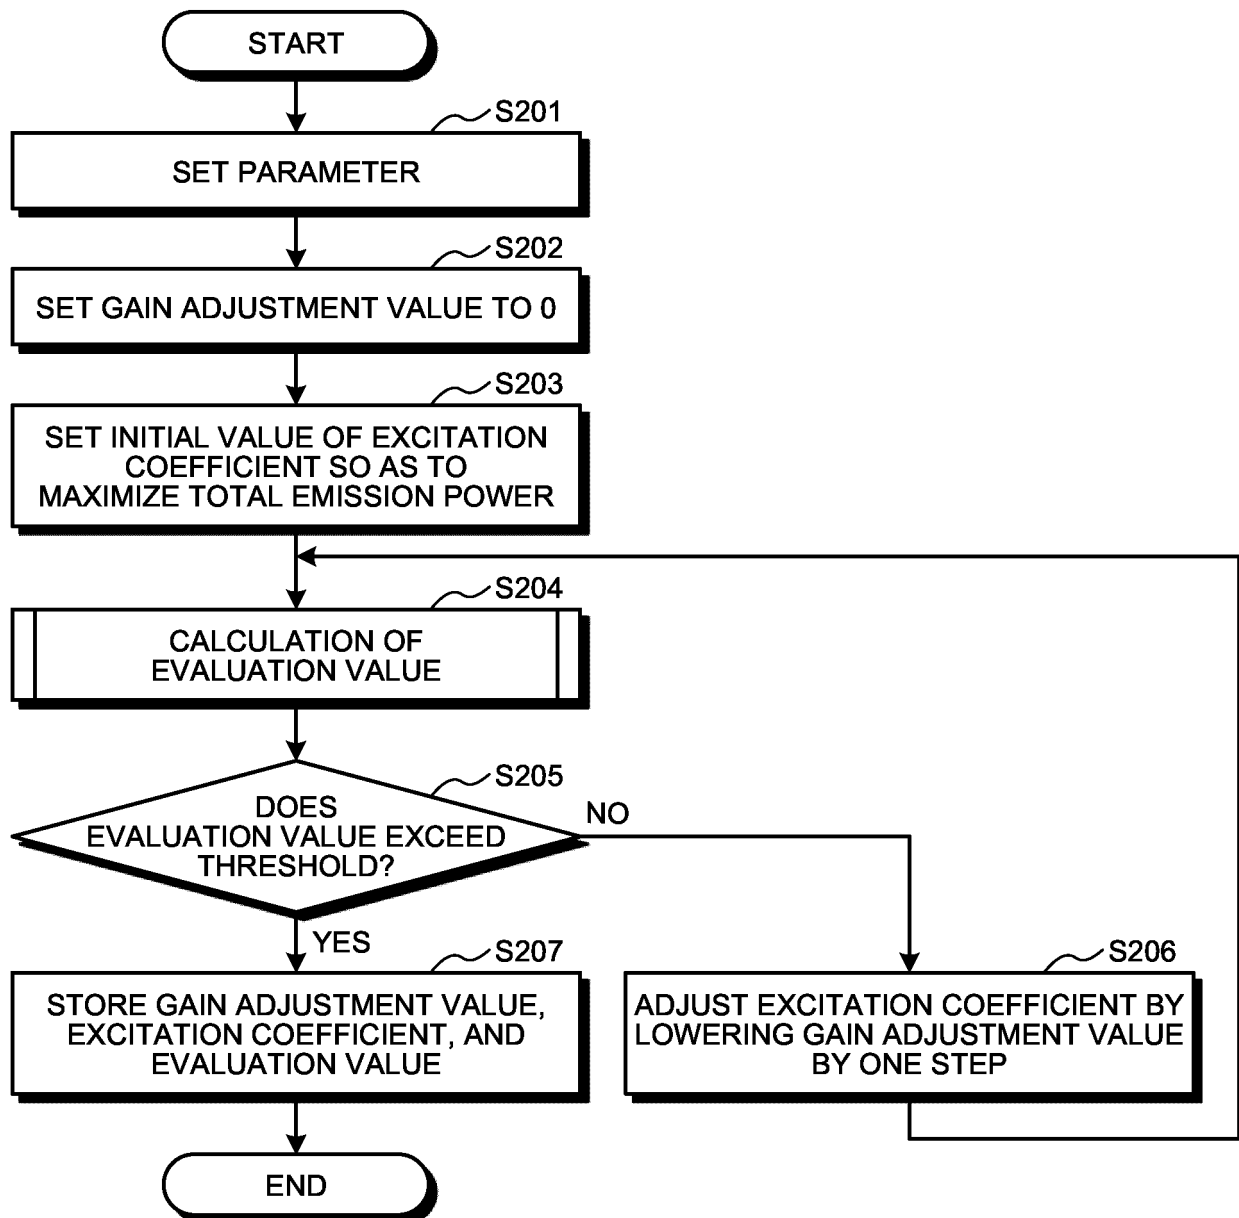 START
S201
SET PARAMETER
S202
SET GAIN ADJUSTMENT VALUE TO 0
S203
SET INITIAL VALUE OF EXCITATION
COEFFICIENT SO AS TO
MAXIMIZE TOTAL EMISSION POWER
S204
CALCULATION OF
EVALUATION VALUE
S205
DOES
EVALUATION VALUE EXCEED
THRESHOLD?
NO
YES
S207
STORE GAIN ADJUSTMENT VALUE,
EXCITATION COEFFICIENT, AND
EVALUATION VALUE
S206
ADJUST EXCITATION COEFFICIENT BY
LOWERING GAIN ADJUSTMENT VALUE
BY ONE STEP
END